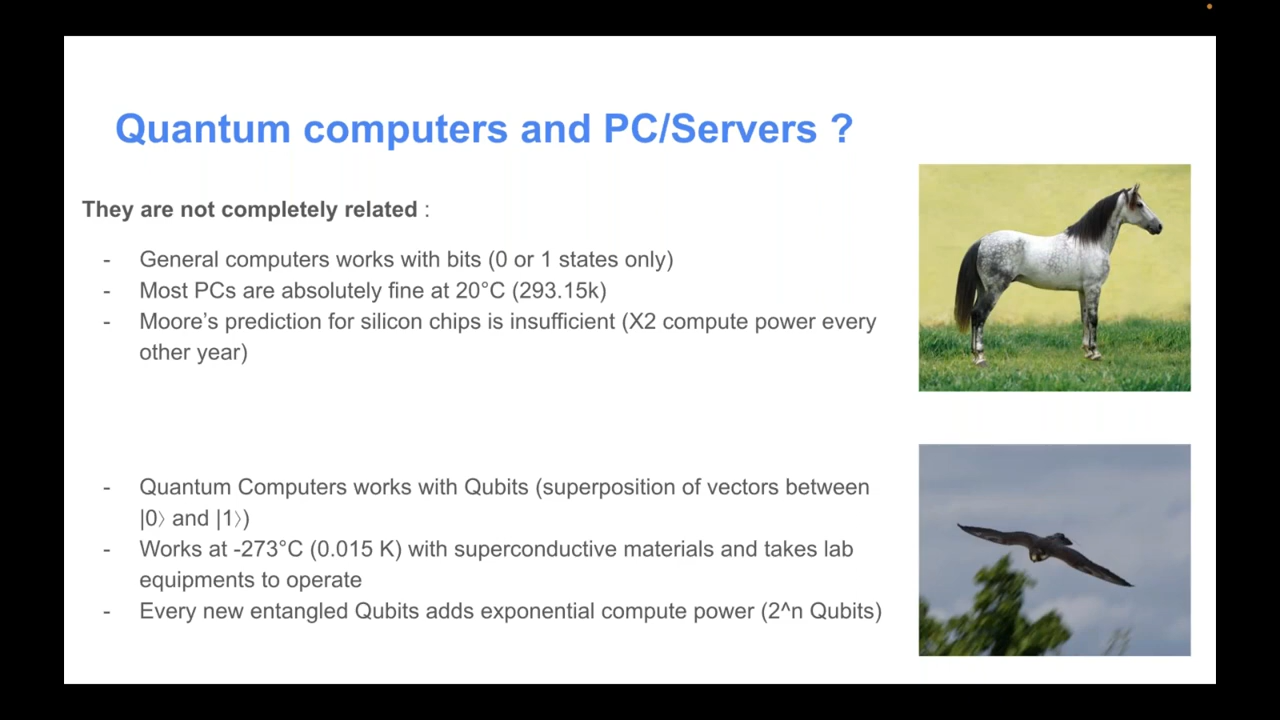 Quantum computers and PC/Servers ?
They are not completely related :
- General computers works with bits (0 or 1 states only)
- Most PCs are absolutely fine at 20°C (293.15k)
- Moore’s prediction for silicon chips is insufficient (X2 compute power every
other year)
- Quantum Computers works with Qubits (superposition of vectors between
|0〉 and |1〉)
- Works at -273°C (0.015 K) with superconductive materials and takes lab
equipments to operate
- Every new entangled Qubits adds exponential compute power (2^n Qubits)